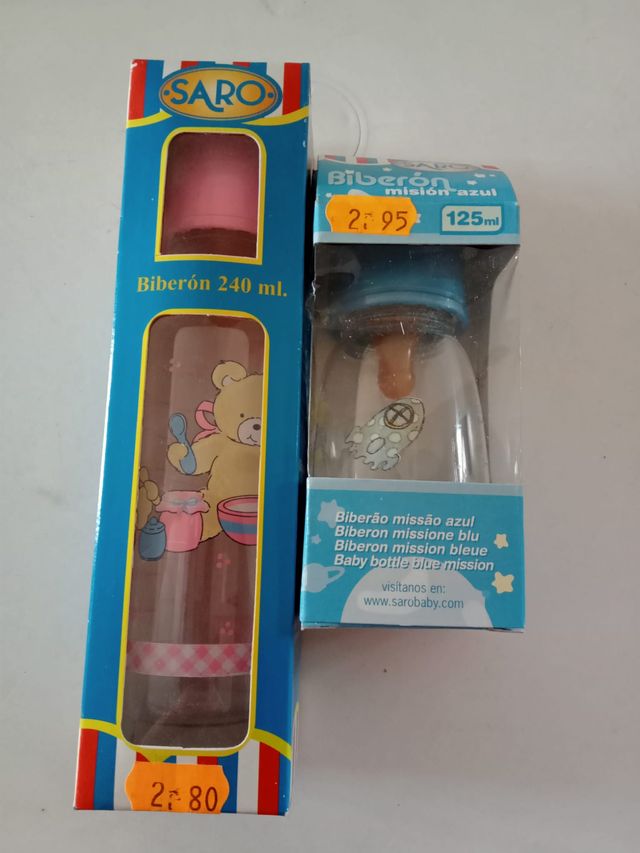 SARO
Biberón 240 ml.
2, 80
SARO
Biberón
misión azul
2, 95
125ml
Biberão missão azul
Biberon missione blu
Biberon mission bleue
Baby bottle blue mission
visítanos en:
www.sarobaby.com